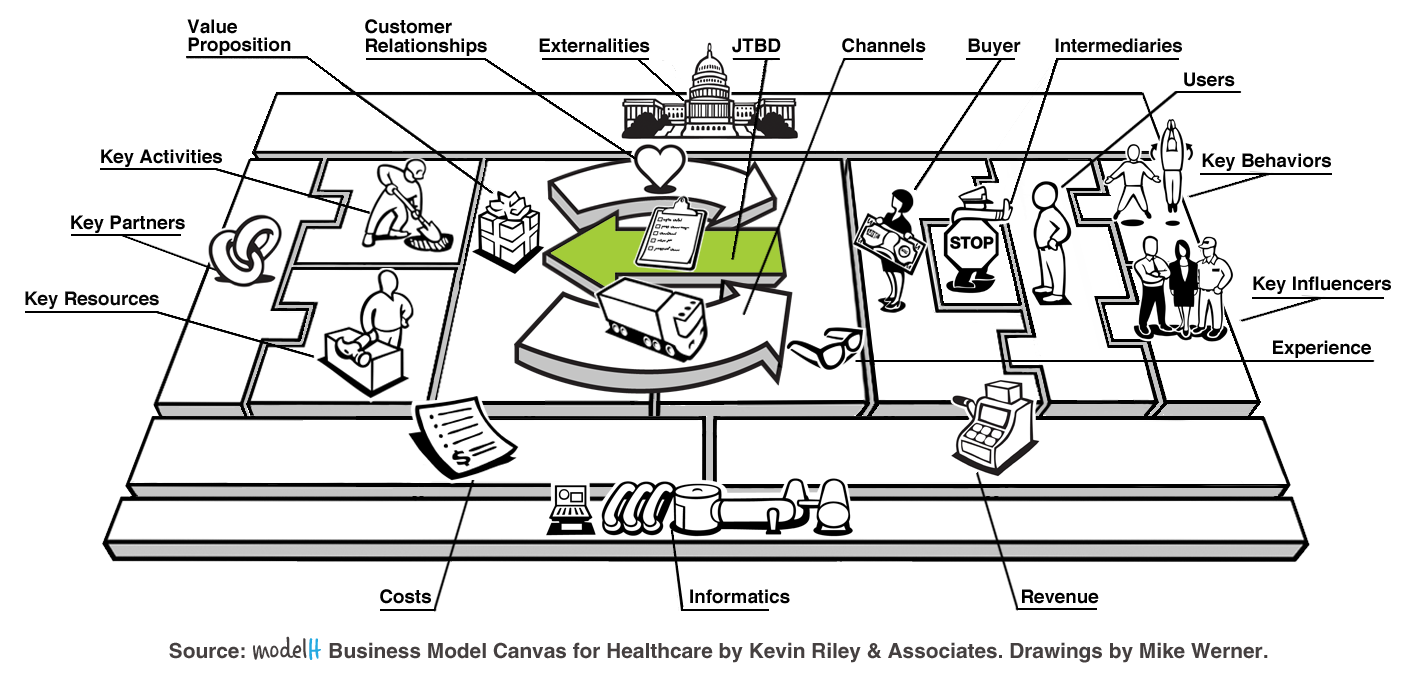 Value
Proposition
Customer
Relationships
Externalities
JTBD
Channels
Buyer
Intermediaries
Users
Key Activities
Key Behaviors
Key Partners
STOP
Key Resources
Key Influencers
Experience
$
Costs
Informatics
Revenue
Source: modelH Business Model Canvas for Healthcare by Kevin Riley & Associates. Drawings by Mike Werner.